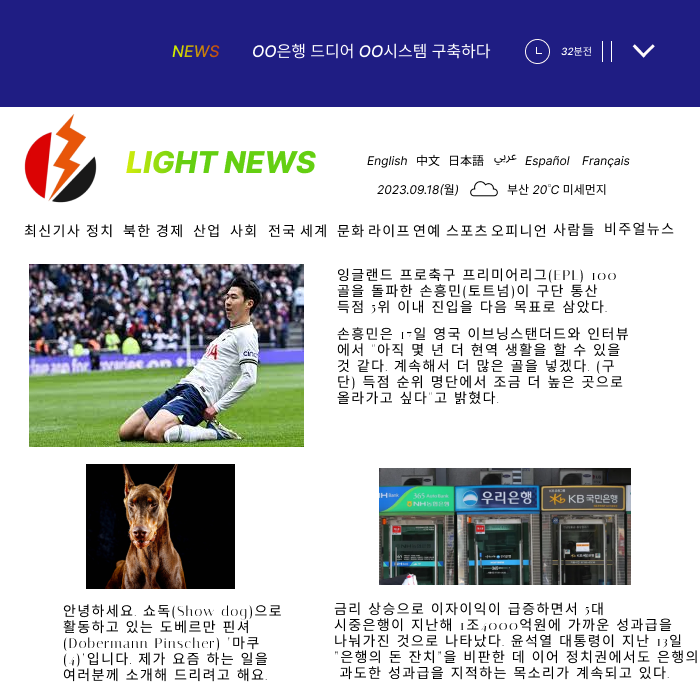 NEWS OO은행 드디어 OO시스템 구축하다 32분전
LIGHT NEWS
English 中文 日本語 عربي Español Français
2023.09.18(월) 부산 20˚C 미세먼지
최신기사 정치 북한 경제 산업 사회 전국 세계 문화 라이프 연예 스포츠 오피니언 사람들 비주얼뉴스
잉글랜드 프로축구 프리미어리그(EPL) 100
골을 돌파한 손흥민(토트넘)이 구단 통산
득점 5위 이내 진입을 다음 목표로 삼았다.
손흥민은 17일 영국 이브닝스탠더드와 인터뷰
에서 "아직 몇 년 더 현역 생활을 할 수 있을
것 같다. 계속해서 더 많은 골을 넣겠다. (구
단) 득점 순위 명단에서 조금 더 높은 곳으로
올라가고 싶다"고 밝혔다.
365 AutoBank
NH농협은행
우리은행
KB국민은행
안녕하세요. 쇼독(Show dog)으로
활동하고 있는 도베르만 핀셔
(Dobermann Pinscher) '마쿠
(4)'입니다. 제가 요즘 하는 일을
여러분께 소개해 드리려고 해요.
금리 상승으로 이자이익이 급증하면서 5대
시중은행이 지난해 1조4000억원에 가까운 성과급을
나눠가진 것으로 나타났다. 윤석열 대통령이 지난 13일
"은행의 돈 잔치"을 비판한 데 이어 정치권에서도 은행의
과도한 성과급을 지적하는 목소리가 계속되고 있다.